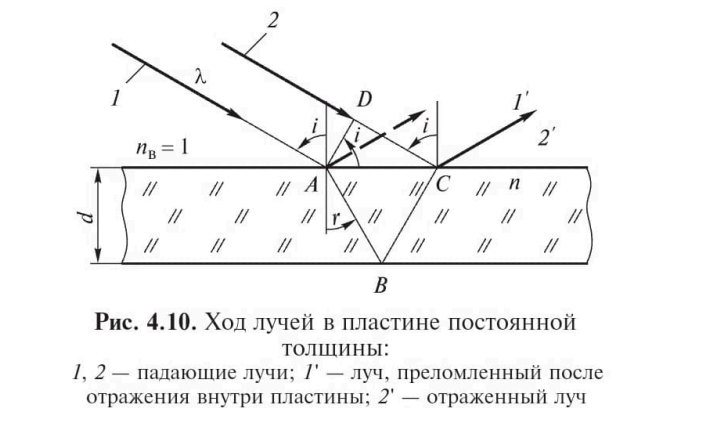 2
1
λ
D
i
i
i
1'
2'
nв = 1
A
C
n
d
r
B
Рис. 4.10. Ход лучей в пластине постоянной
толщины:
1, 2 — падающие лучи; 1' — луч, преломленный после
отражения внутри пластины; 2' — отраженный луч